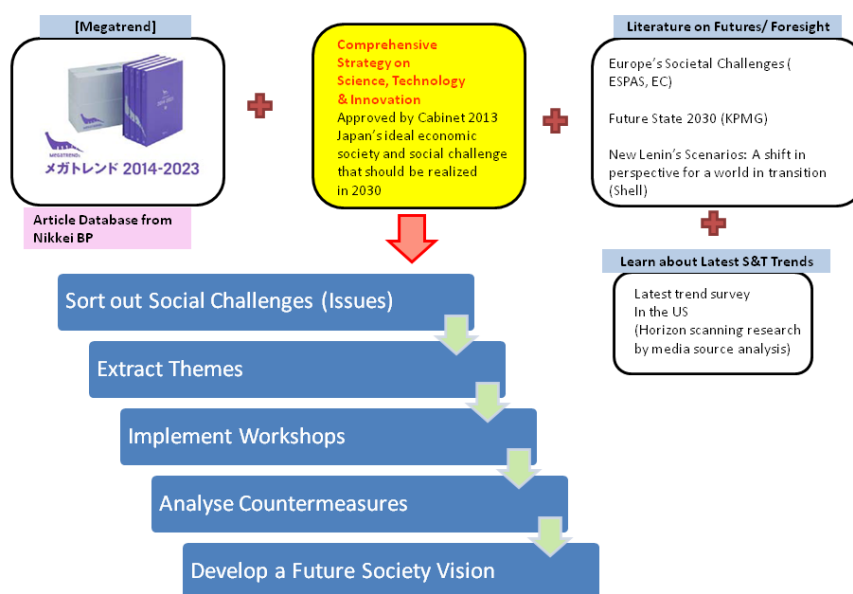 [Megatrend]
MEGATRENDs
メガトレンド 2014-2023
Article Database from
Nikkei BP
Comprehensive
Strategy on
Science, Technology
& Innovation
Approved by Cabinet 2013
Japan's ideal economic
society and social challenge
that should be realized
in 2030
Literature on Futures/ Foresight
Europe's Societal Challenges (
ESPAS, EC)
Future State 2030 (KPMG)
New Lenin's Scenarios: A shift in
perspective for a world in transition
(Shell)
Learn about Latest S&T Trends
Latest trend survey
In the US
(Horizon scanning research
by media source analysis)
Sort out Social Challenges (Issues)
Extract Themes
Implement Workshops
Analyse Countermeasures
Develop a Future Society Vision